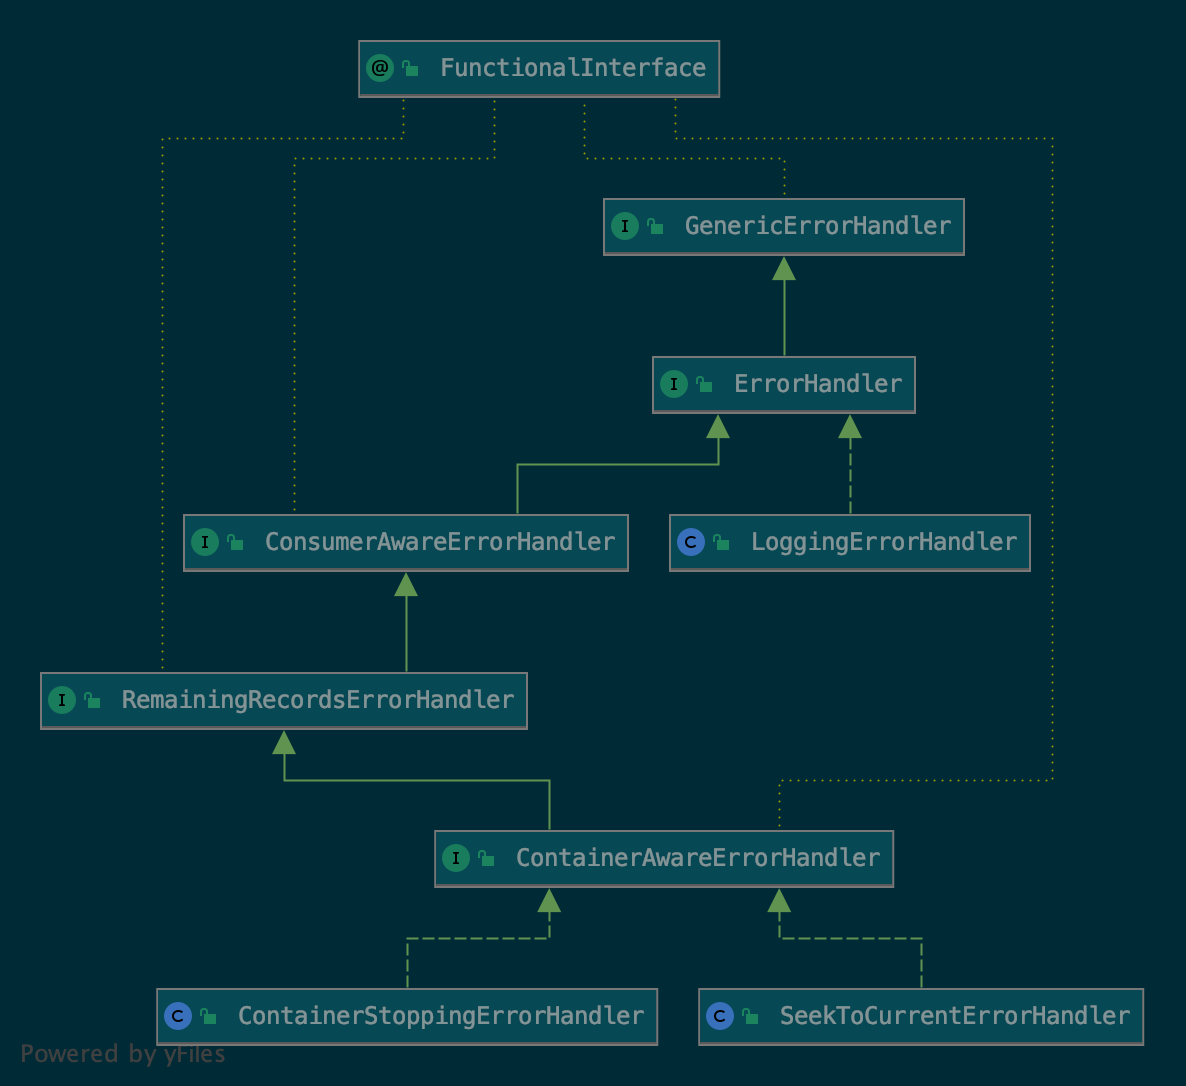 @ FunctionalInterface
I GenericErrorHandler
I ErrorHandler
I ConsumerAwareErrorHandler
C LoggingErrorHandler
I RemainingRecordsErrorHandler
I ContainerAwareErrorHandler
C ContainerStoppingErrorHandler
C SeekToCurrentErrorHandler
Powered by yFiles